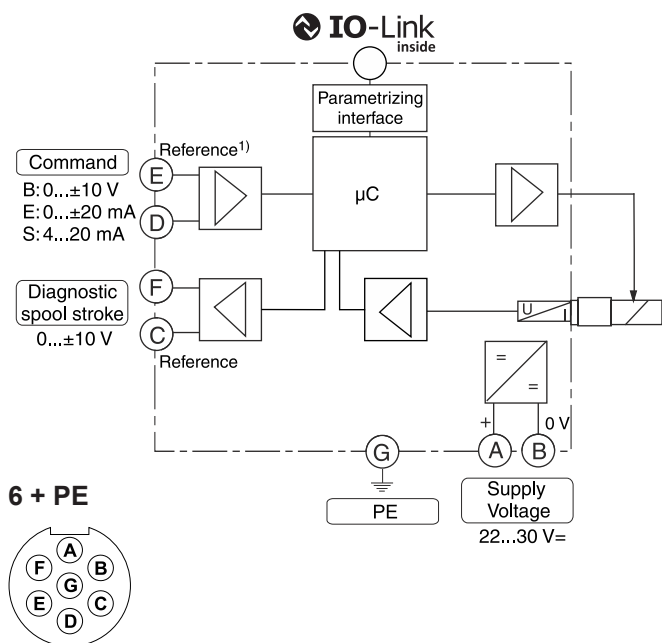 IO-Link
inside
Parametrizing
interface
Reference¹⁾
Command
B: 0...±10 V
E: 0...±20 mA
S: 4...20 mA
E
D
µC
F
Diagnostic
spool stroke
0...±10 V
C
Reference
U
I
=
=
+
0 V
G
A
B
PE
Supply
Voltage
22...30 V=
6 + PE
A
F
B
G
E
C
D